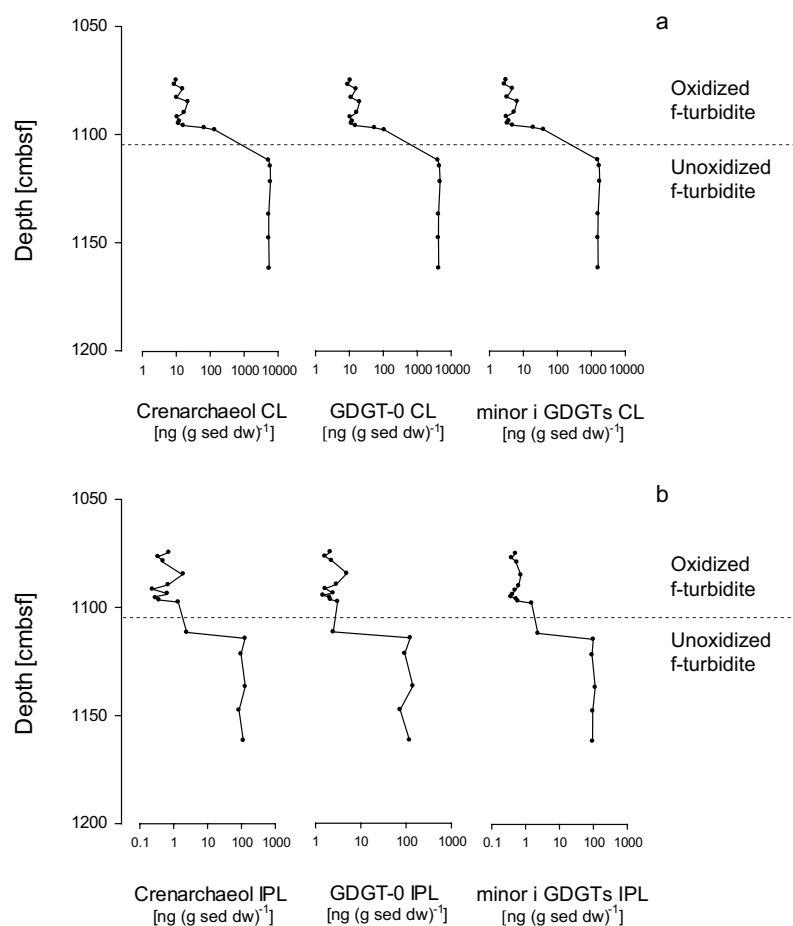 a
1050
1100
1150
1200
Depth [cmbsf]
Oxidized
f-turbidite
Unoxidized
f-turbidite
1 10 100 1000 10000
1 10 100 1000 10000
1 10 100 1000 10000
Crenarchaeol CL
[ng (g sed dw)⁻¹]
GDGT-0 CL
[ng (g sed dw)⁻¹]
minor i GDGTs CL
[ng (g sed dw)⁻¹]
b
1050
1100
1150
1200
Depth [cmbsf]
Oxidized
f-turbidite
Unoxidized
f-turbidite
0.1 1 10 100 1000
1 10 100 1000
0.1 1 10 100 1000
Crenarchaeol IPL
[ng (g sed dw)⁻¹]
GDGT-0 IPL
[ng (g sed dw)⁻¹]
minor i GDGTs IPL
[ng (g sed dw)⁻¹]